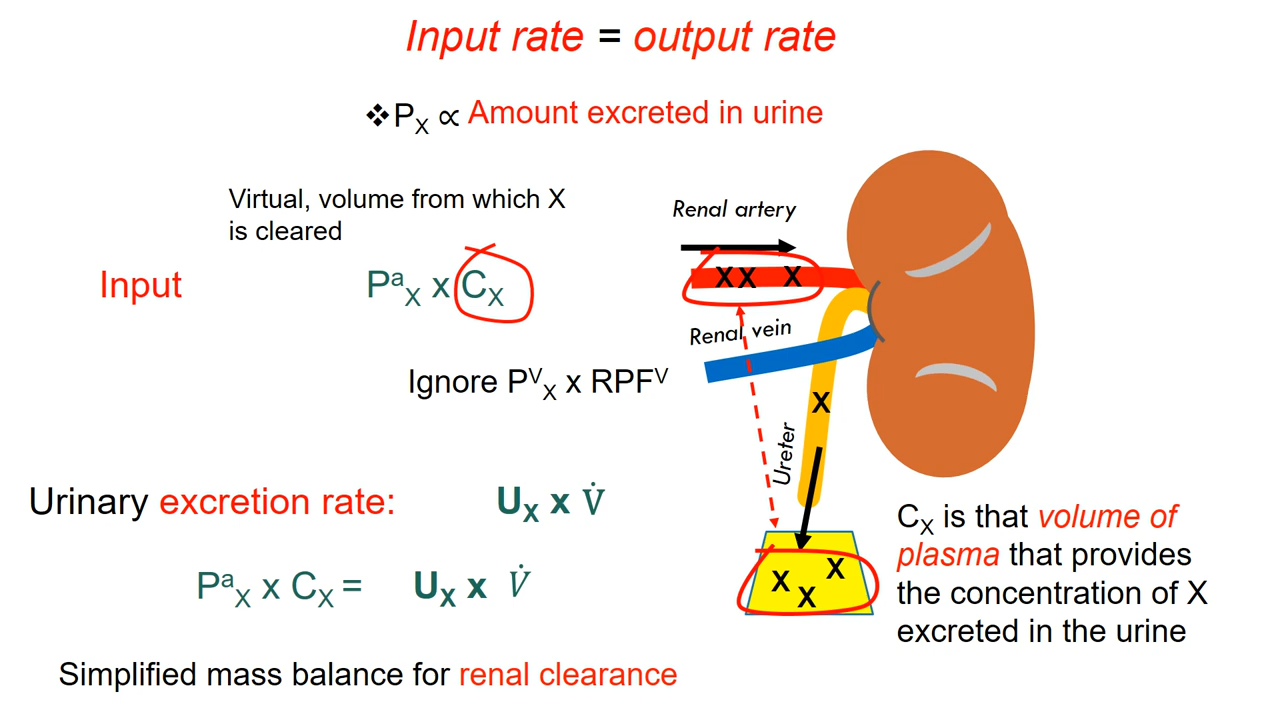 Input rate = output rate
❖Pₓ ∝ Amount excreted in urine
Virtual, volume from which X
is cleared
Renal artery
X X X
Input
Pᵃₓ x Cₓ
Renal vein
Ignore Pⱽₓ x RPFⱽ
X
Ureter
Urinary excretion rate:
Uₓ x V̇
Cₓ is that volume of
plasma that provides
the concentration of X
excreted in the urine
X X
X
Pᵃₓ x Cₓ = Uₓ x V̇
Simplified mass balance for renal clearance